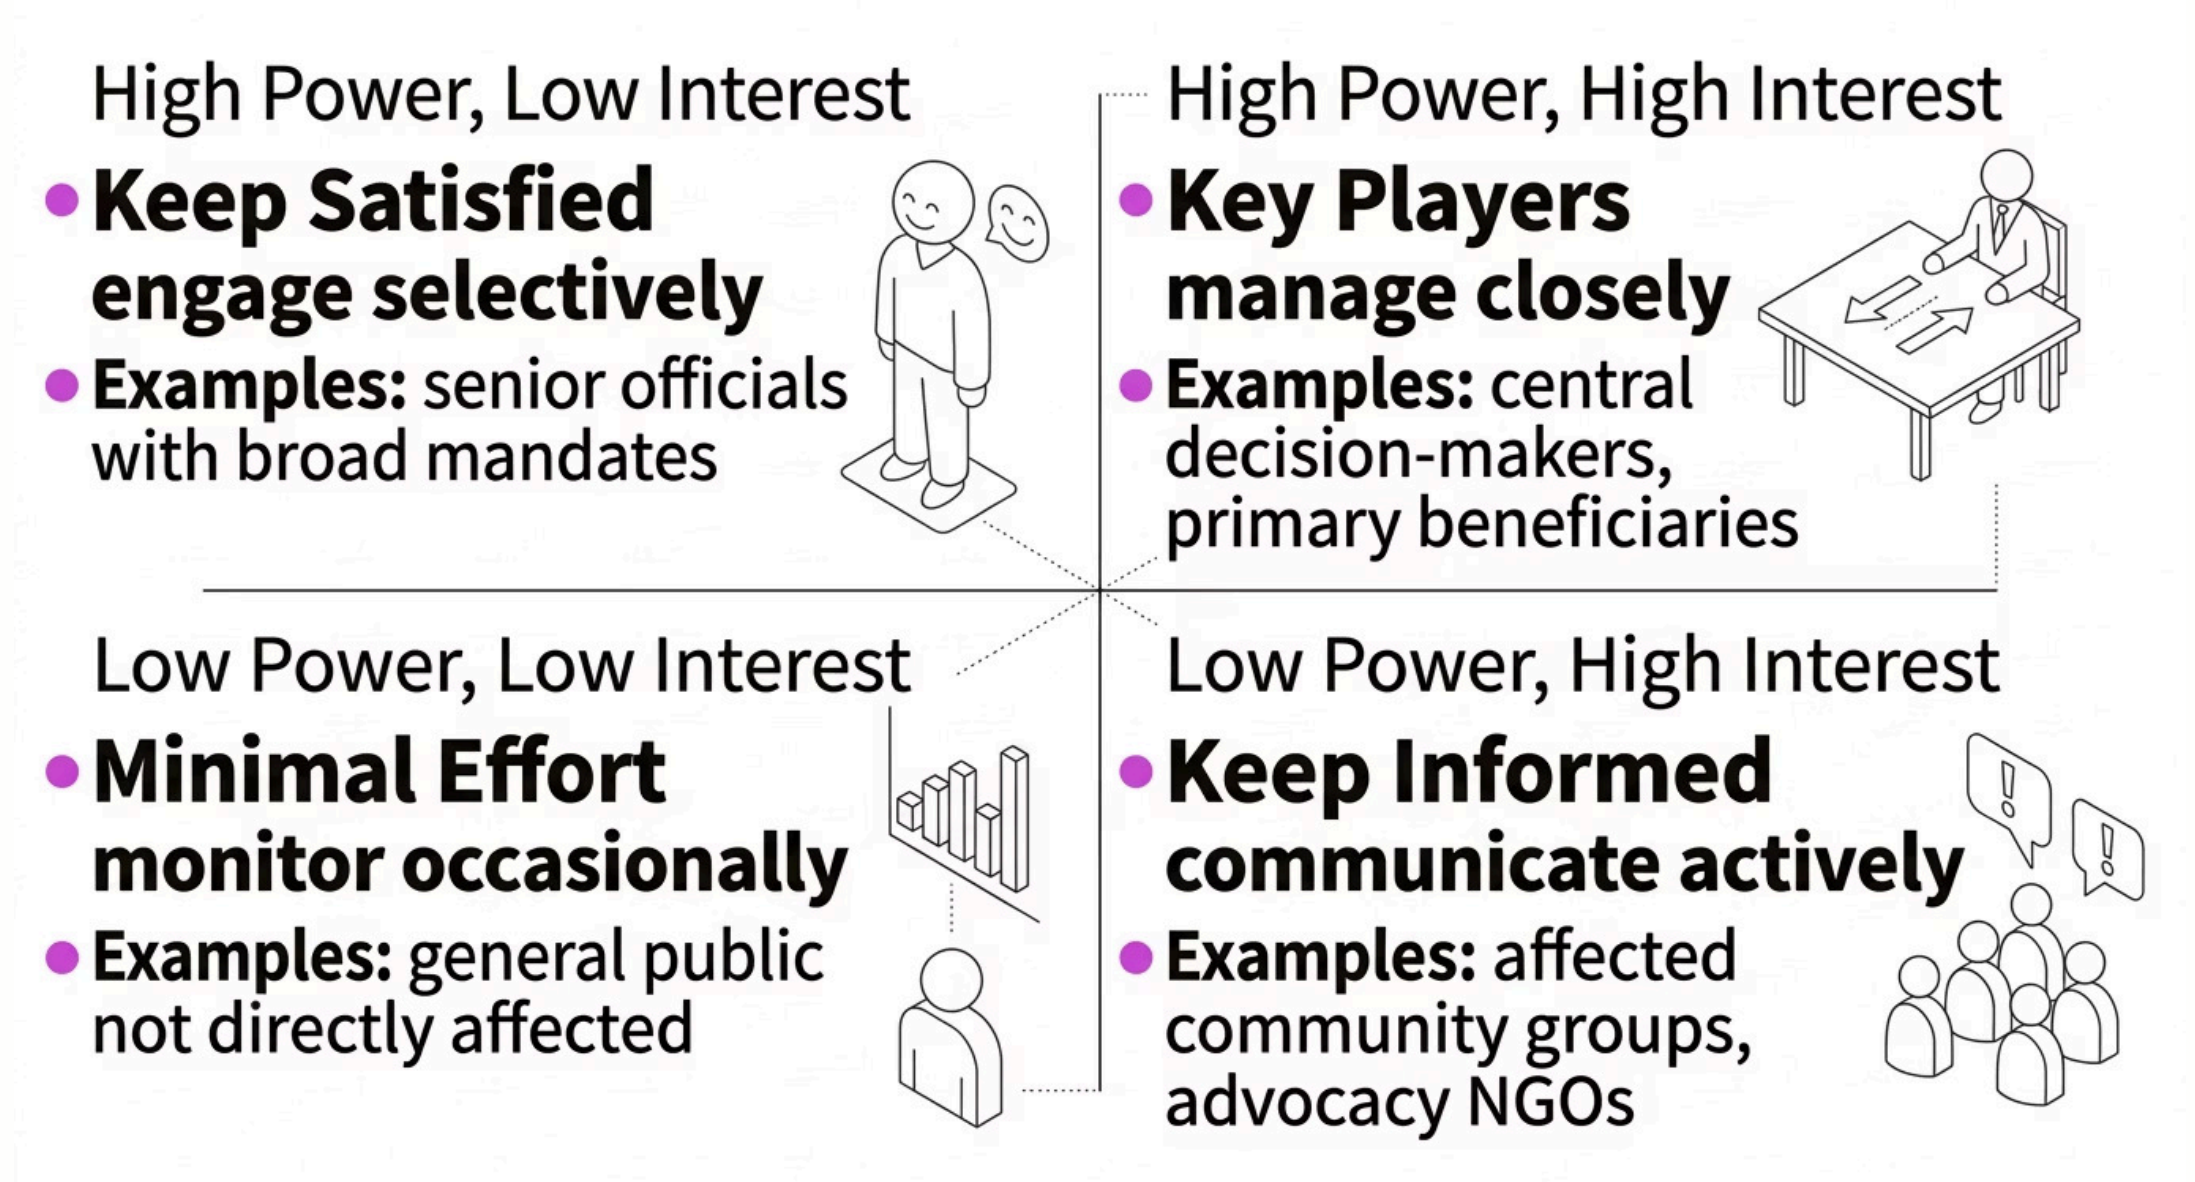 High Power, Low Interest
Keep Satisfied
engage selectively
Examples: senior officials
with broad mandates
High Power, High Interest
Key Players
manage closely
Examples: central
decision-makers,
primary beneficiaries
Low Power, Low Interest
Minimal Effort
monitor occasionally
Examples: general public
not directly affected
Low Power, High Interest
Keep Informed
communicate actively
Examples: affected
community groups,
advocacy NGOs